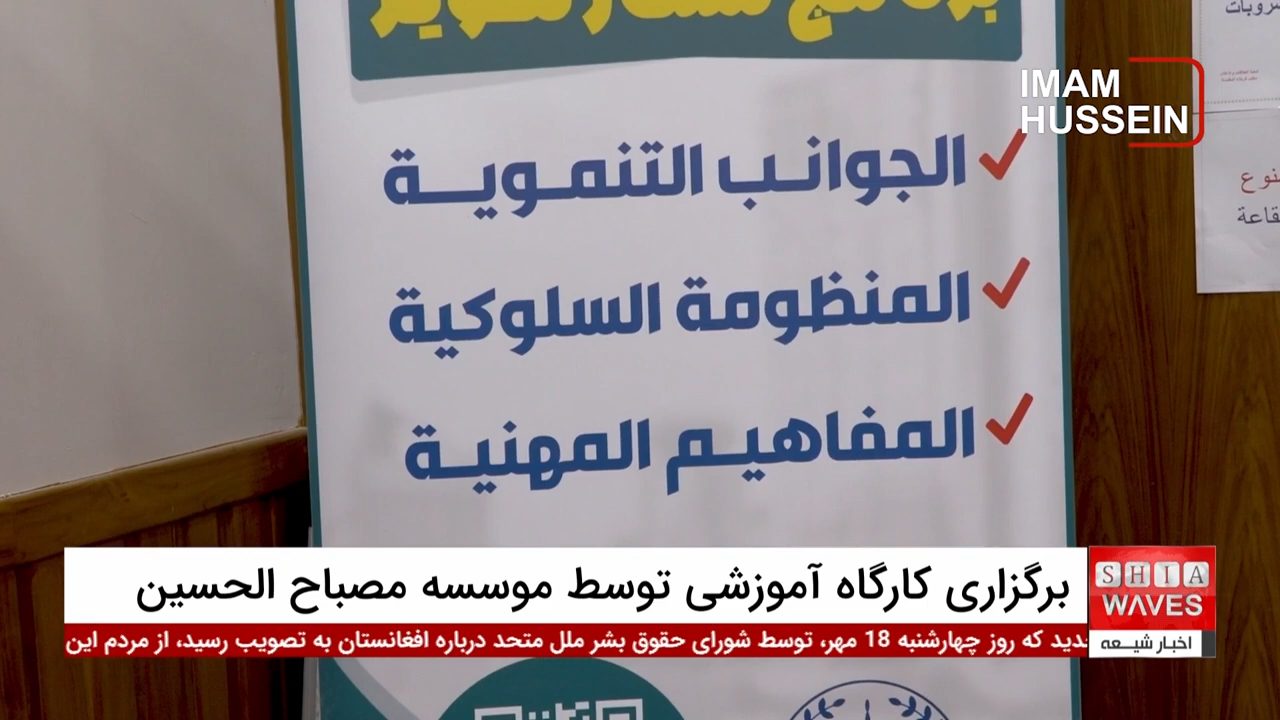 IMAM
HUSSEIN
الجوانب التنموية
المنظومة السلوكية
المفاهيم المهنية
برگزاری کارگاه آموزشی توسط موسسه مصباح الحسین
که روز چهارشنبه 18 مهر، توسط شورای حقوق بشر ملل متحد درباره افغانستان به تصویب رسید، از مردم این
SHIA
WAVES
اخبار شیعه